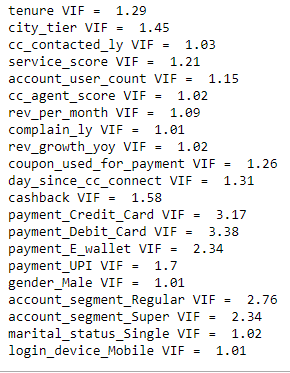 tenure VIF =  1.29
city_tier VIF =  1.45
cc_contacted_ly VIF =  1.03
service_score VIF =  1.21
account_user_count VIF =  1.15
cc_agent_score VIF =  1.02
rev_per_month VIF =  1.09
complain_ly VIF =  1.01
rev_growth_yoy VIF =  1.02
coupon_used_for_payment VIF =  1.26
day_since_cc_connect VIF =  1.31
cashback VIF =  1.58
payment_Credit_Card VIF =  3.17
payment_Debit_Card VIF =  3.38
payment_E_wallet VIF =  2.34
payment_UPI VIF =  1.7
gender_Male VIF =  1.01
account_segment_Regular VIF =  2.76
account_segment_Super VIF =  2.34
marital_status_Single VIF =  1.02
login_device_Mobile VIF =  1.01